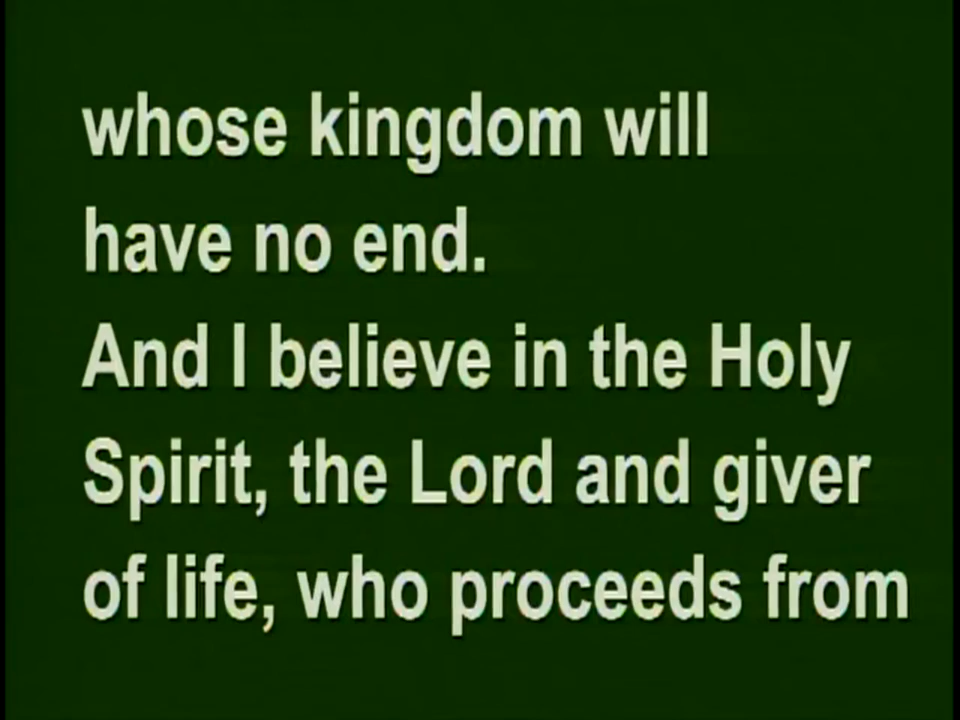 whose kingdom will
have no end.
And I believe in the Holy
Spirit, the Lord and giver
of life, who proceeds from